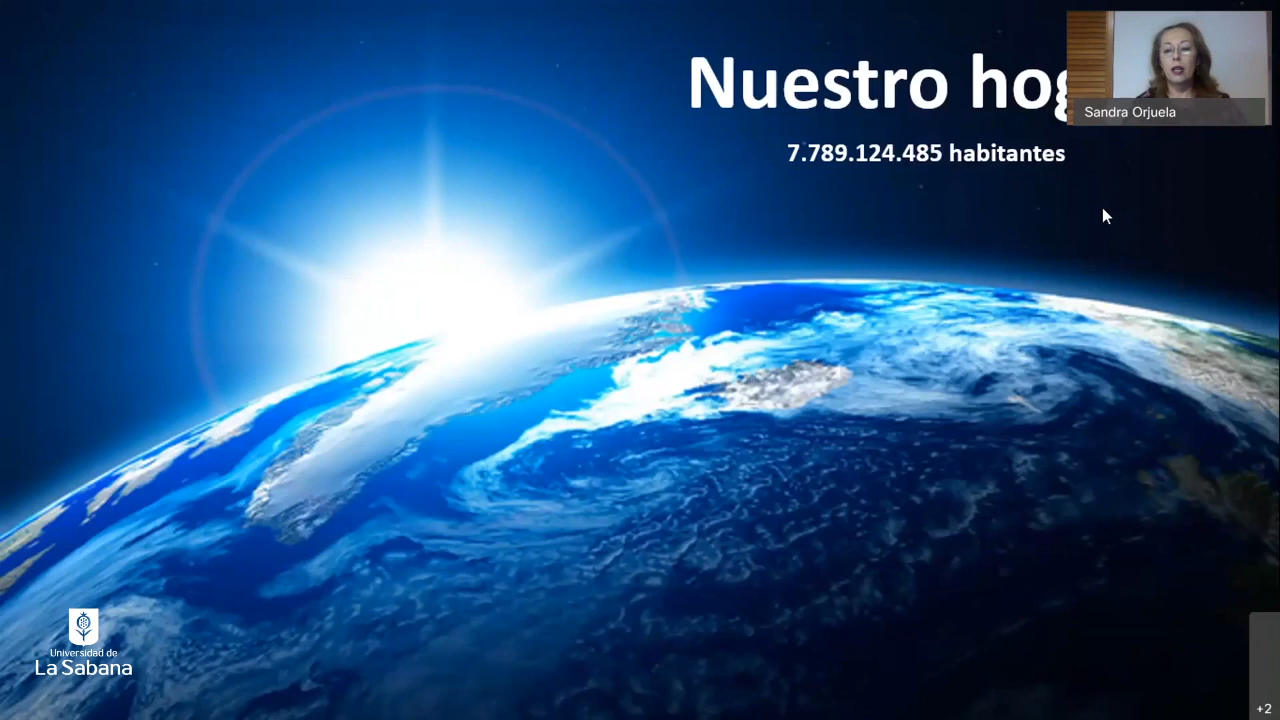 Nuestro hog
Sandra Orjuela
7.789.124.485 habitantes
Universidad de
La Sabana
+2